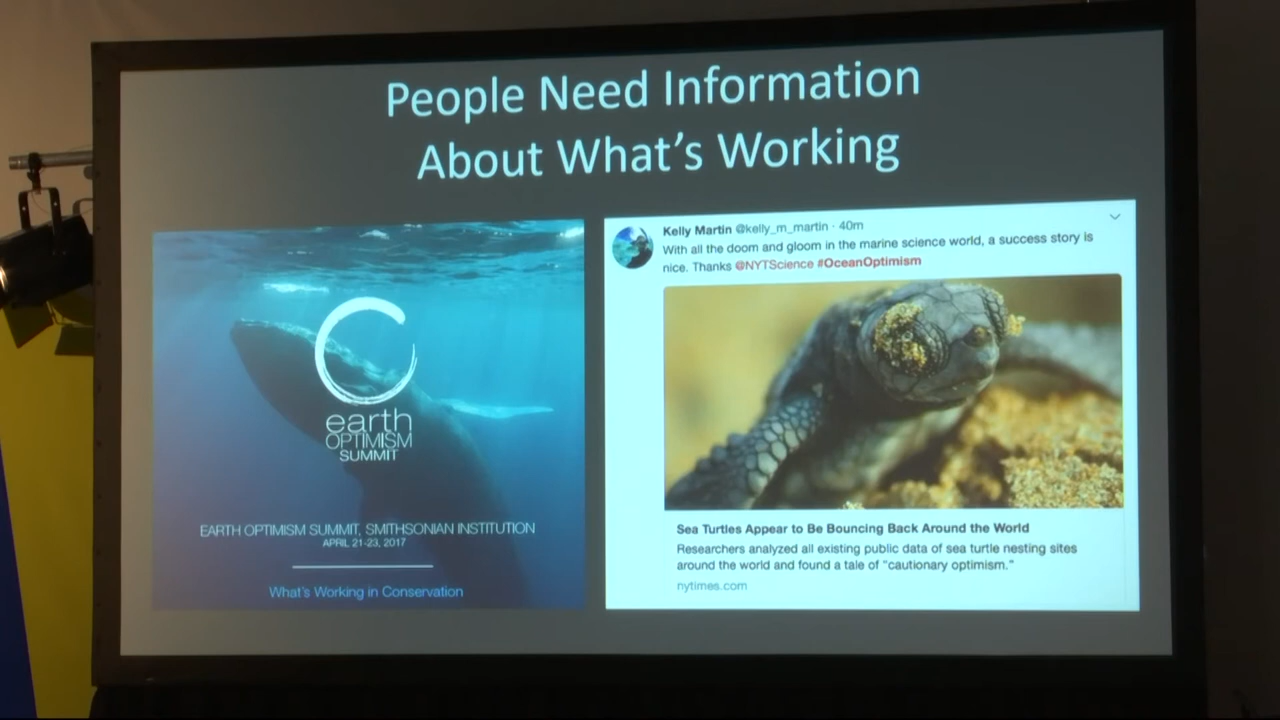 People Need Information
About What's Working
earth
OPTIMISM
SUMMIT
EARTH OPTIMISM SUMMIT, SMITHSONIAN INSTITUTION
APRIL 21-23, 2017
What's Working in Conservation
Kelly Martin @kelly_m_martin · 40m
With all the doom and gloom in the marine science world, a success story is
nice. Thanks @NYTScience #OceanOptimism
Sea Turtles Appear to Be Bouncing Back Around the World
Researchers analyzed all existing public data of sea turtle nesting sites
around the world and found a tale of "cautionary optimism."
nytimes.com